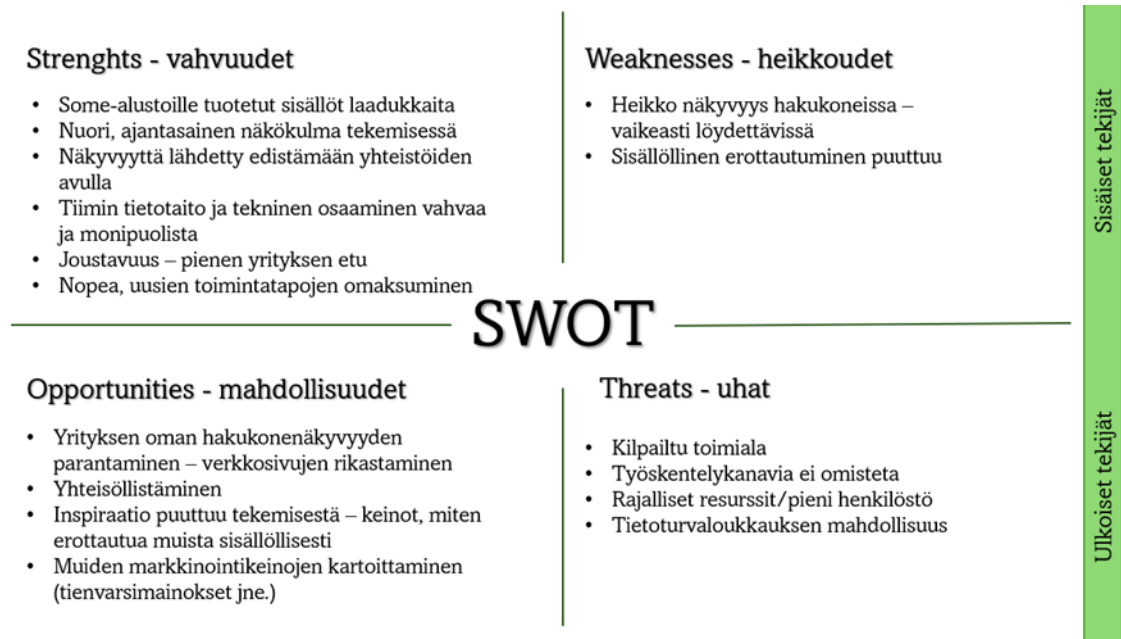 Strenghts - vahvuudet
• Some-alustoille tuotetut sisällöt laadukkaita
• Nuori, ajantasainen näkökulma tekemisessä
• Näkyvyyttä lähdetty edistämään yhteistöiden
avulla
• Tiimin tietotaito ja tekninen osaaminen vahvaa
ja monipuolista
• Joustavuus – pienen yrityksen etu
• Nopea, uusien toimintatapojen omaksuminen
Weaknesses - heikkoudet
• Heikko näkyvyys hakukoneissa –
vaikeasti löydettävissä
• Sisällöllinen erottautuminen puuttuu
Sisäiset tekijät
SWOT
Opportunities - mahdollisuudet
• Yrityksen oman hakukonenäkyvyyden
parantaminen – verkkosivujen rikastaminen
• Yhteisöllistäminen
• Inspiraatio puuttuu tekemisestä – keinot, miten
erottautua muista sisällöllisesti
• Muiden markkinointikeinojen kartoittaminen
(tienvarsimainokset jne.)
Threats - uhat
• Kilpailtu toimiala
• Työskentelykanavia ei omisteta
• Rajalliset resurssit/pieni henkilöstö
• Tietoturvaloukkauksen mahdollisuus
Ulkoiset tekijät